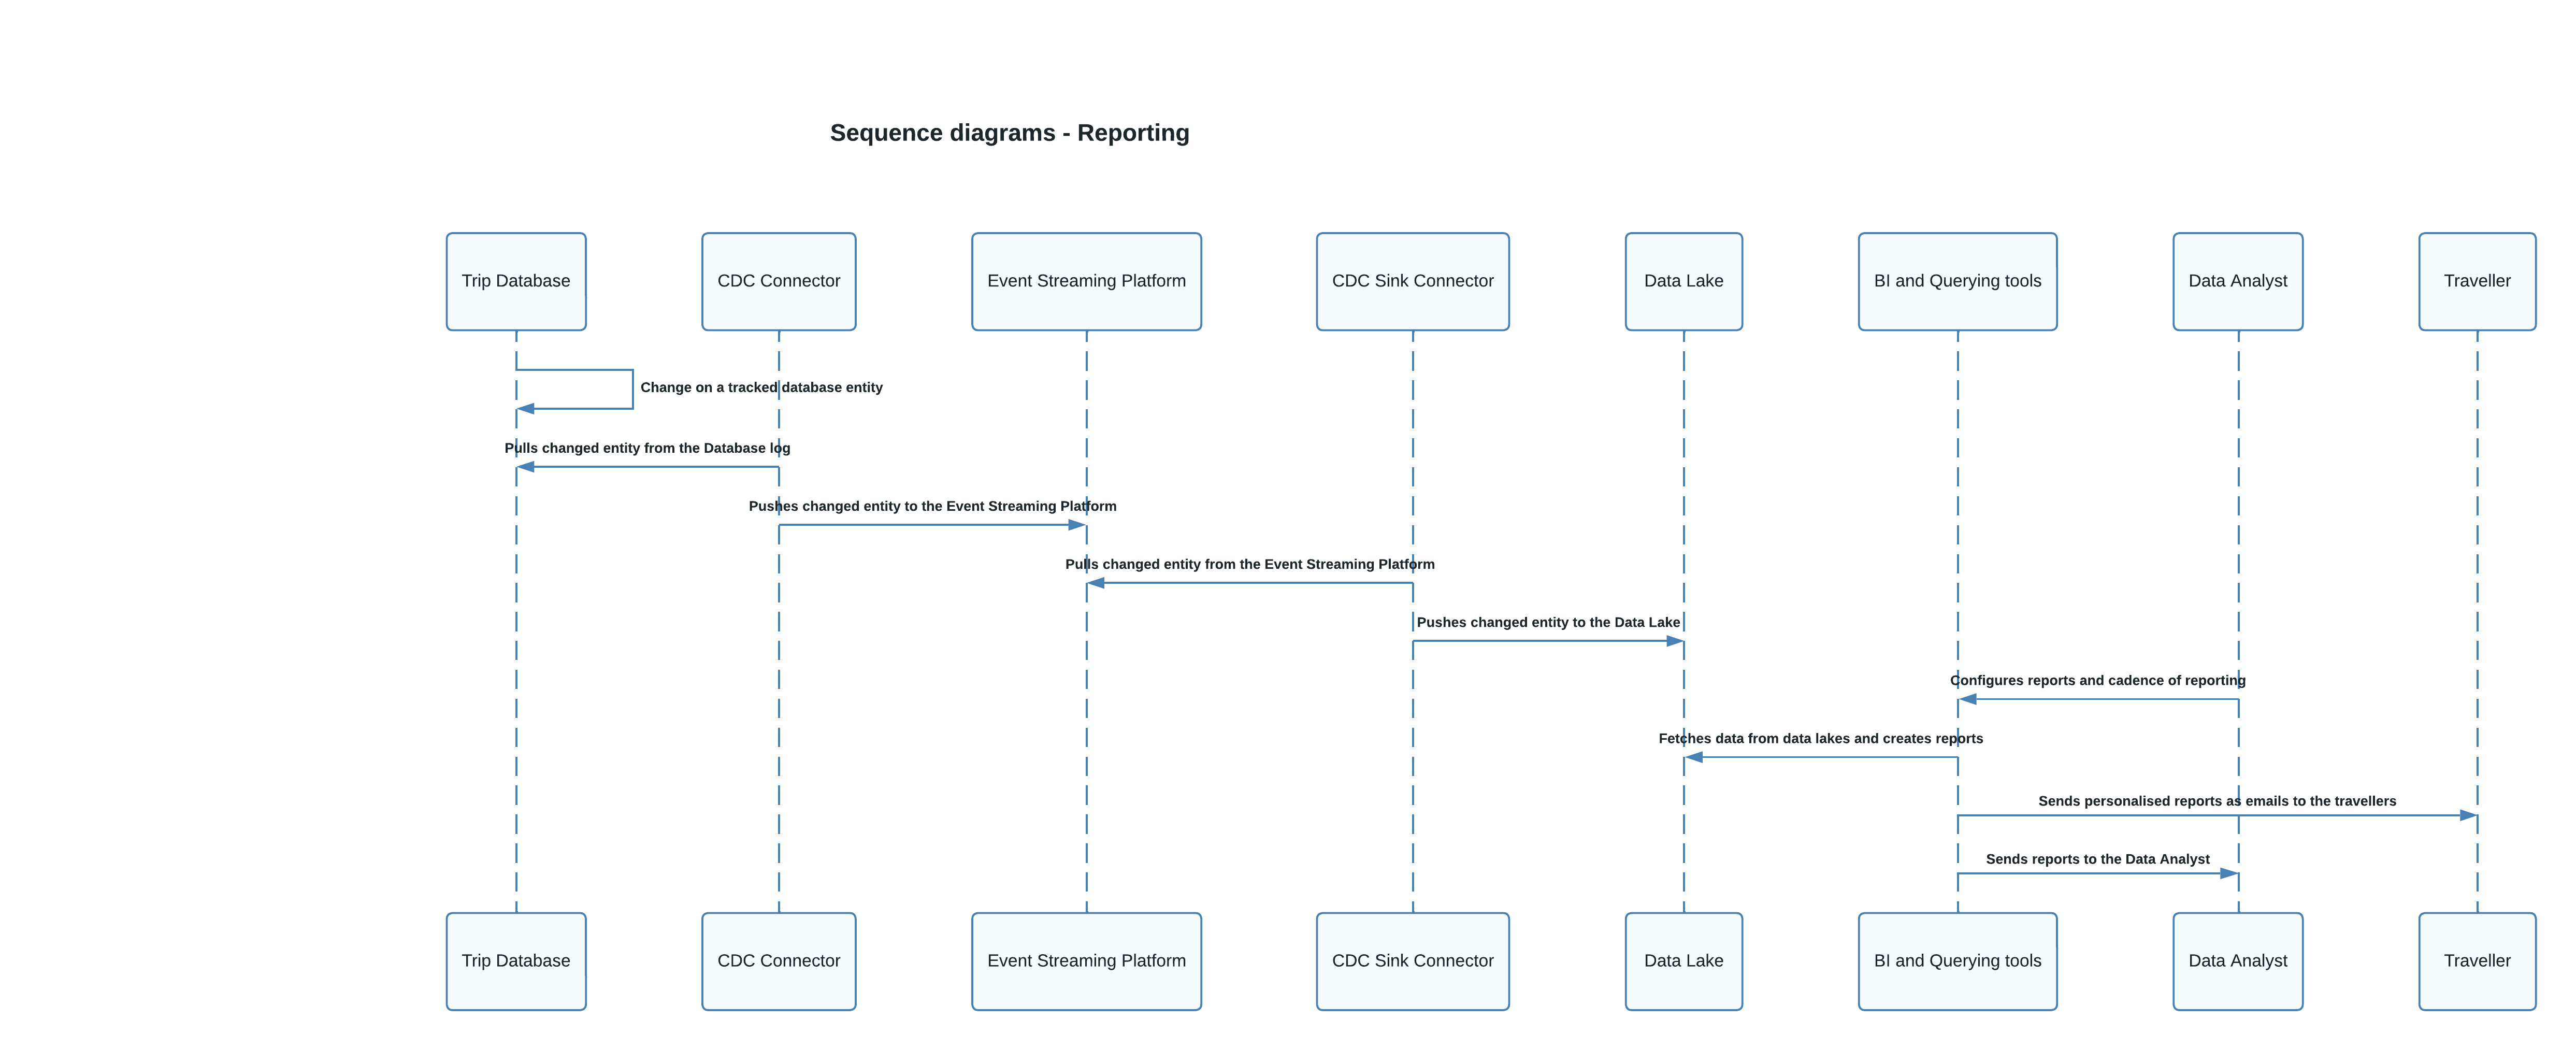 Sequence diagrams - Reporting
Trip Database
CDC Connector
Event Streaming Platform
CDC Sink Connector
Data Lake
BI and Querying tools
Data Analyst
Traveller
Change on a tracked database entity
Pulls changed entity from the Database log
Pushes changed entity to the Event Streaming Platform
Pulls changed entity from the Event Streaming Platform
Pushes changed entity to the Data Lake
Configures reports and cadence of reporting
Fetches data from data lakes and creates reports
Sends personalised reports as emails to the travellers
Sends reports to the Data Analyst
Trip Database
CDC Connector
Event Streaming Platform
CDC Sink Connector
Data Lake
BI and Querying tools
Data Analyst
Traveller